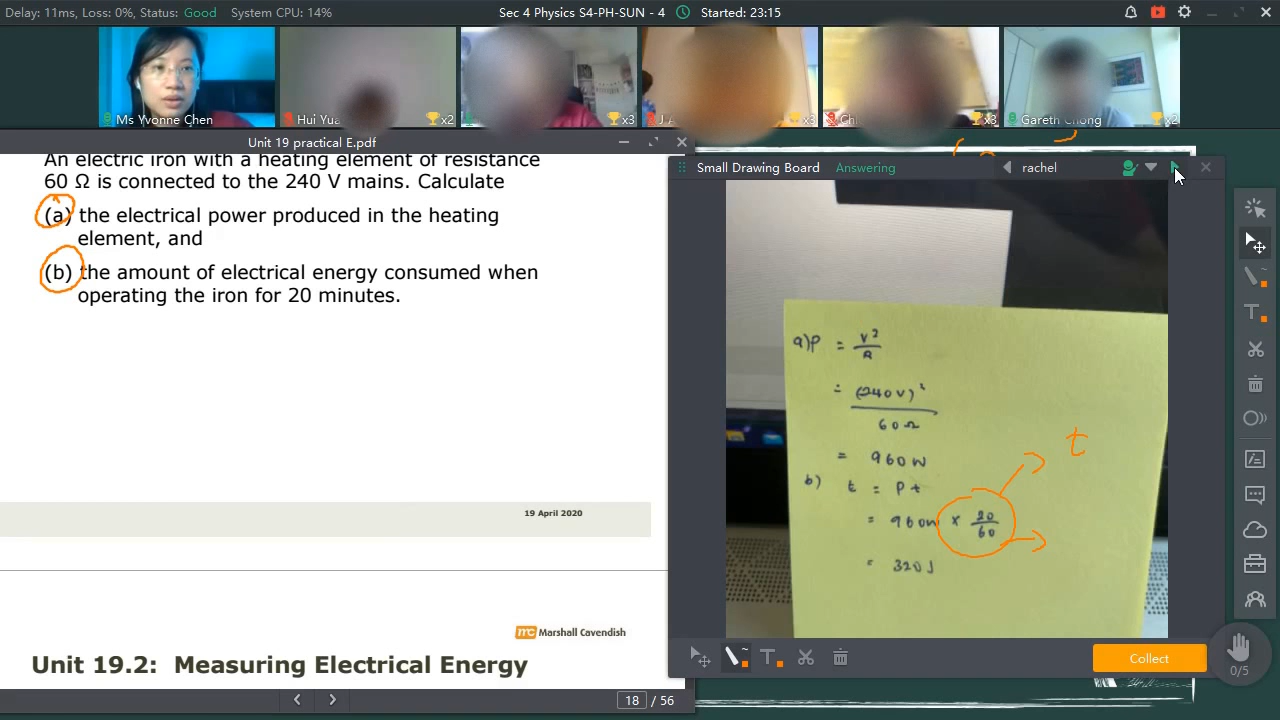 Delay: 11ms, Loss: 0%, Status: Good System CPU: 14%
Sec 4 Physics S4-PH-SUN - 4 Started: 23:15
Ms Yvonne Chen
Hui Yua
x2
x3
J A
x3
Chl
x3
Gareth Chong
x2
Unit 19 practical E.pdf
An electric iron with a heating element of resistance
60 Ω is connected to the 240 V mains. Calculate
(a) the electrical power produced in the heating
element, and
(b) the amount of electrical energy consumed when
operating the iron for 20 minutes.
19 April 2020
mc Marshall Cavendish
Unit 19.2: Measuring Electrical Energy
18 / 56
Small Drawing Board Answering rachel
a) P = V²/R
= (240V)²
60Ω
= 960W
b) t = Pt
= 960W × 20/60
= 320J
t
Collect
0/5